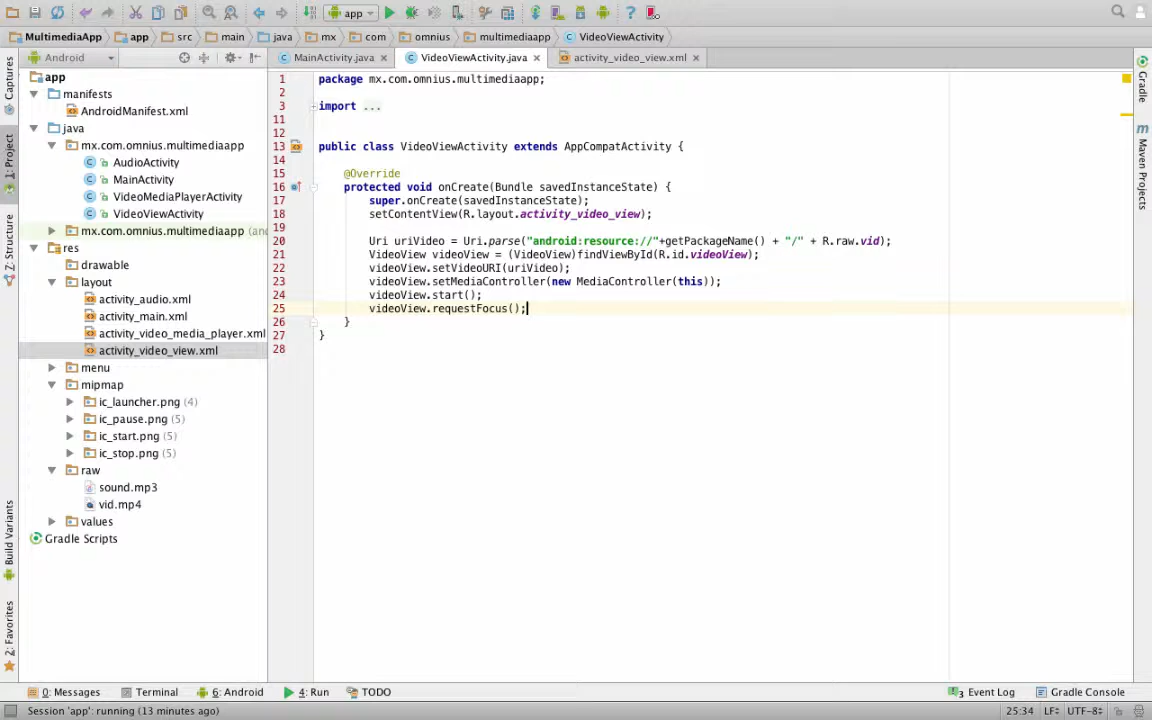 app
MultimediaApp app src main java mx com omnius multimediaapp VideoViewActivity
Android
MainActivity.java
VideoViewActivity.java
activity_video_view.xml
Captures
1: Project
Z: Structure
Build Variants
2: Favorites
Gradle
Maven Projects
app
manifests
AndroidManifest.xml
java
mx.com.omnius.multimediaapp
AudioActivity
MainActivity
VideoMediaPlayerActivity
VideoViewActivity
mx.com.omnius.multimediaapp (and
res
drawable
layout
activity_audio.xml
activity_main.xml
activity_video_media_player.xml
activity_video_view.xml
menu
mipmap
ic_launcher.png (4)
ic_pause.png (5)
ic_start.png (5)
ic_stop.png (5)
raw
sound.mp3
vid.mp4
values
Gradle Scripts
1 package mx.com.omnius.multimediaapp;
2
3 import ...
11
12
13 public class VideoViewActivity extends AppCompatActivity {
14
15 @Override
16 protected void onCreate(Bundle savedInstanceState) {
17 super.onCreate(savedInstanceState);
18 setContentView(R.layout.activity_video_view);
19
20 Uri uriVideo = Uri.parse("android:resource://"+getPackageName() + "/" + R.raw.vid);
21 VideoView videoView = (VideoView)findViewById(R.id.videoView);
22 videoView.setVideoURI(uriVideo);
23 videoView.setMediaController(new MediaController(this));
24 videoView.start();
25 videoView.requestFocus();
26 }
27 }
28
0: Messages Terminal 6: Android 4: Run TODO
3 Event Log Gradle Console
Session 'app': running (13 minutes ago)
25:34 LF UTF-8